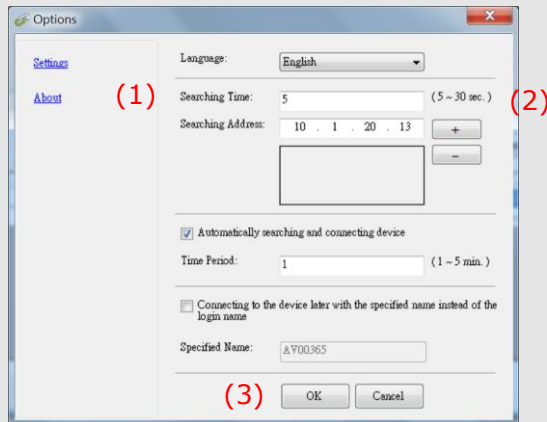 Options
Settings
About
(1)
Language:
English
Searching Time:
5
(5 ~ 30 sec.)
(2)
Searching Address:
10 . 1 . 20 . 13
+
−
Automatically searching and connecting device
Time Period:
1
(1 ~ 5 min.)
Connecting to the device later with the specified name instead of the
login name
Specified Name:
AV00365
(3)
OK
Cancel